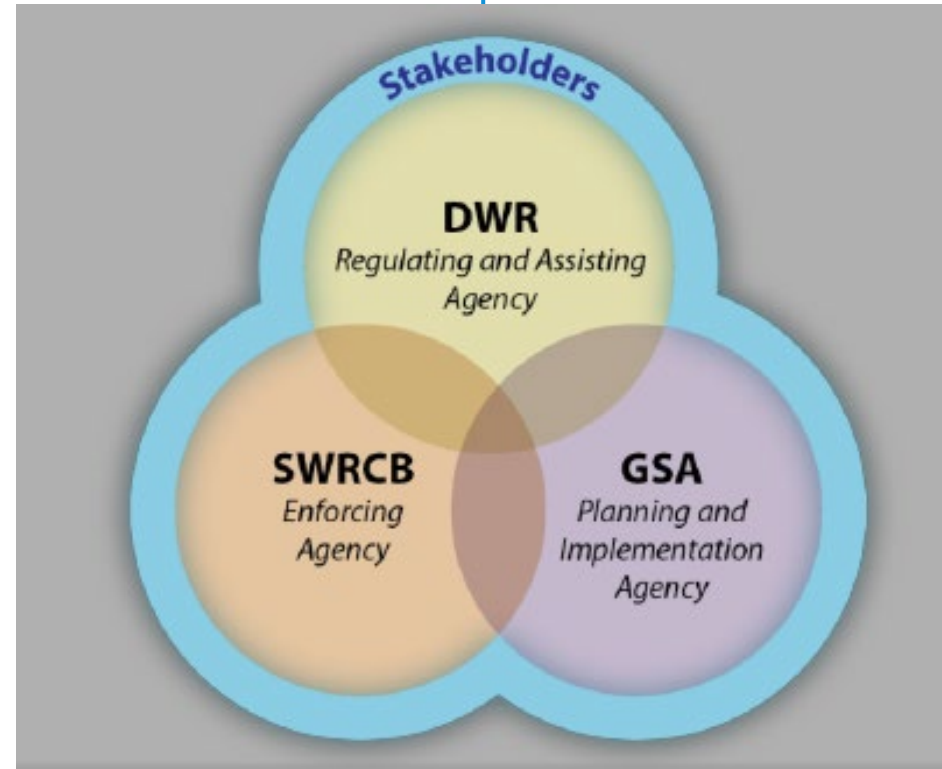 Stakeholders
DWR
Regulating and Assisting
Agency
SWRCB
Enforcing
Agency
GSA
Planning and
Implementation
Agency